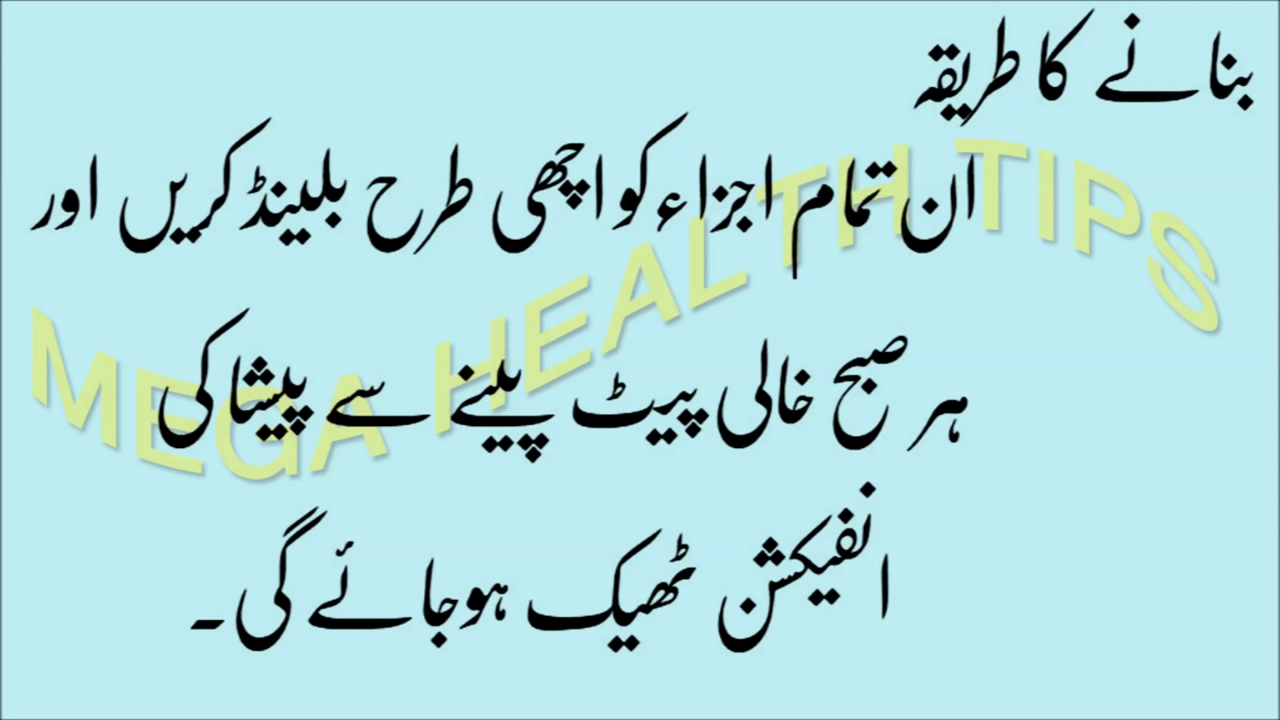 بنانے کا طریقہ
ان تمام اجزاء کو اچھی طرح بلینڈ کریں اور
ہر صبح خالی پیٹ پینے سے پیشا کی
انفیکشن ٹھیک ہوجائے گی۔
MEGA HEALTH TIPS